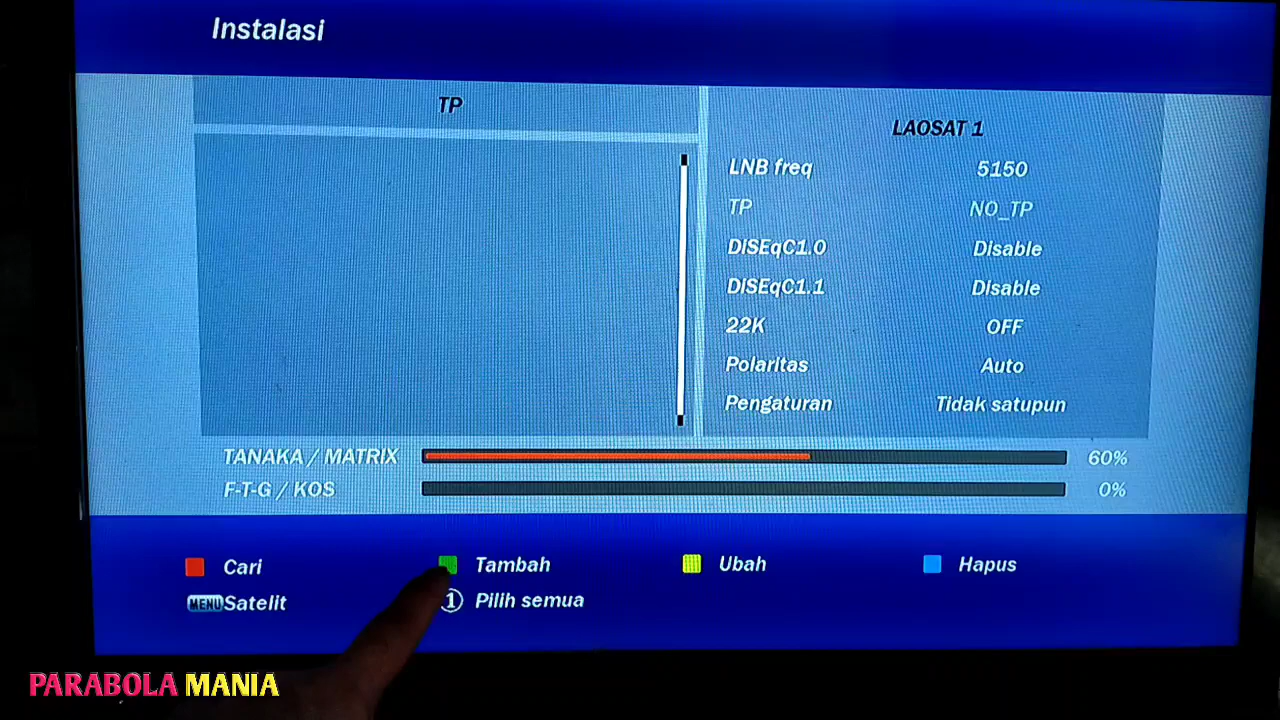 Instalasi
TP
LAOSAT 1
LNB freq 5150
TP NO_TP
DiSEqC1.0 Disable
DiSEqC1.1 Disable
22K OFF
Polaritas Auto
Pengaturan Tidak satupun
TANAKA / MATRIX 60%
F-T-G / KOS 0%
Cari Tambah Ubah Hapus
MENU Satelit 1 Pilih semua
PARABOLA MANIA